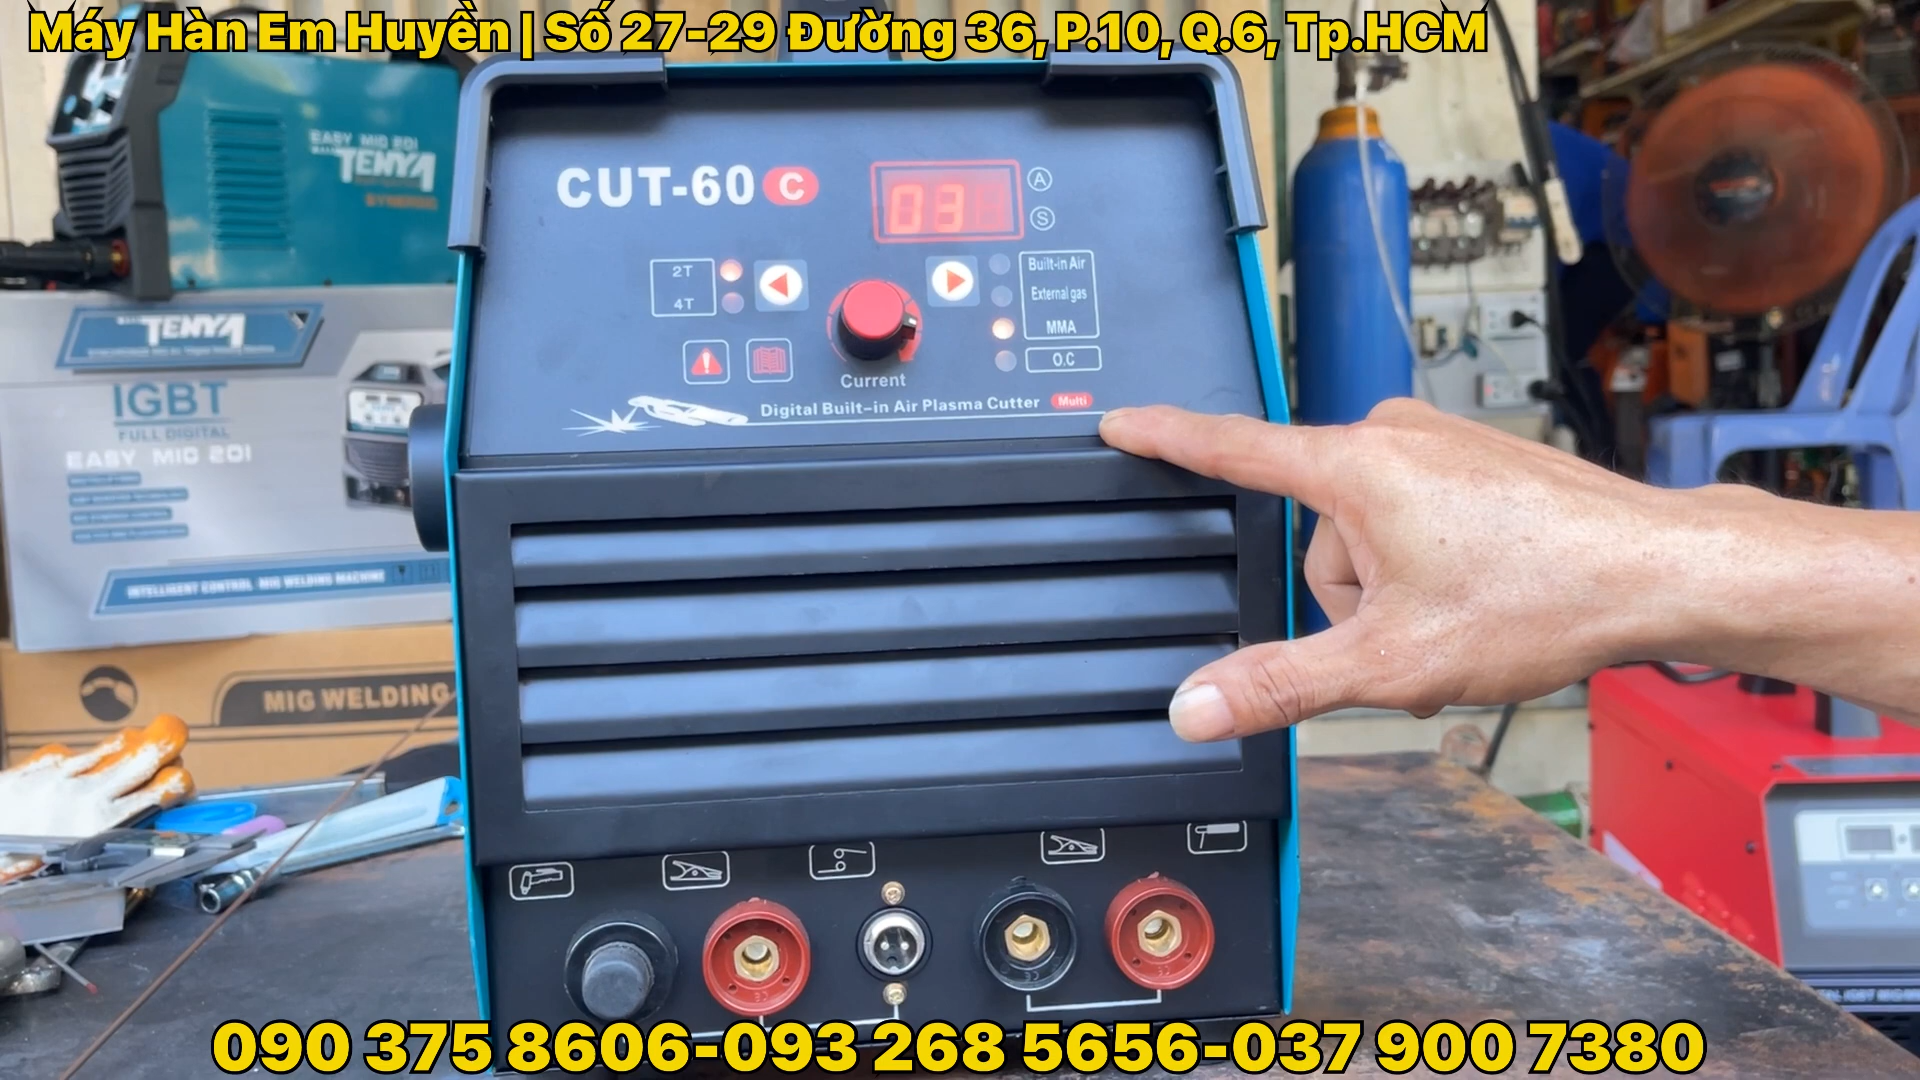 Máy Hàn Em Huyền | Số 27-29 Đường 36, P.10, Q.6, Tp.HCM
EASY MIG 201
TENYA
SYNERGIC
CUT-60 C
03
A
S
2T
4T
Built-in Air
External gas
MMA
O.C
Current
Digital Built-in Air Plasma Cutter Multi
TENYA
IGBT
FULL DIGITAL
EASY MIG 201
INTELLIGENT CONTROL MIG WELDING MACHINE
MIG WELDING
090 375 8606-093 268 5656-037 900 7380